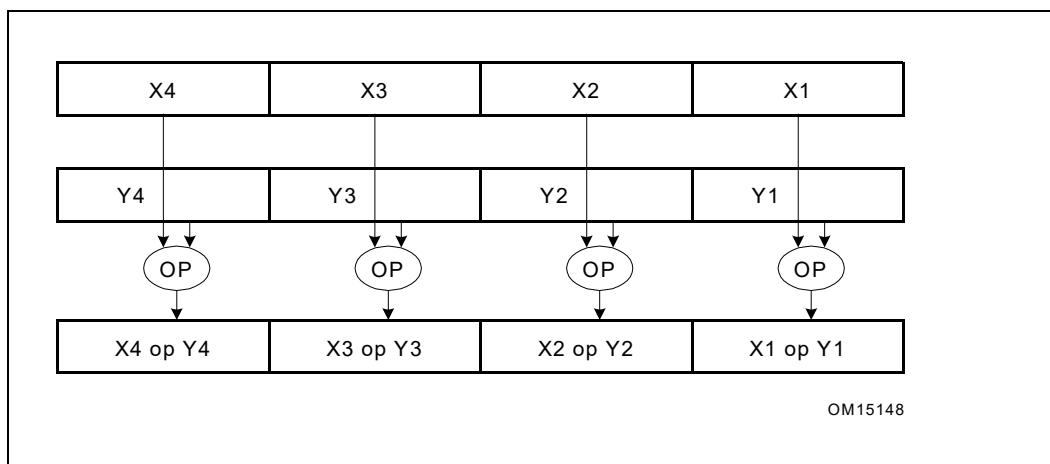 X4 X3 X2 X1
Y4 Y3 Y2 Y1
OP OP OP OP
X4 op Y4 X3 op Y3 X2 op Y2 X1 op Y1
OM15148